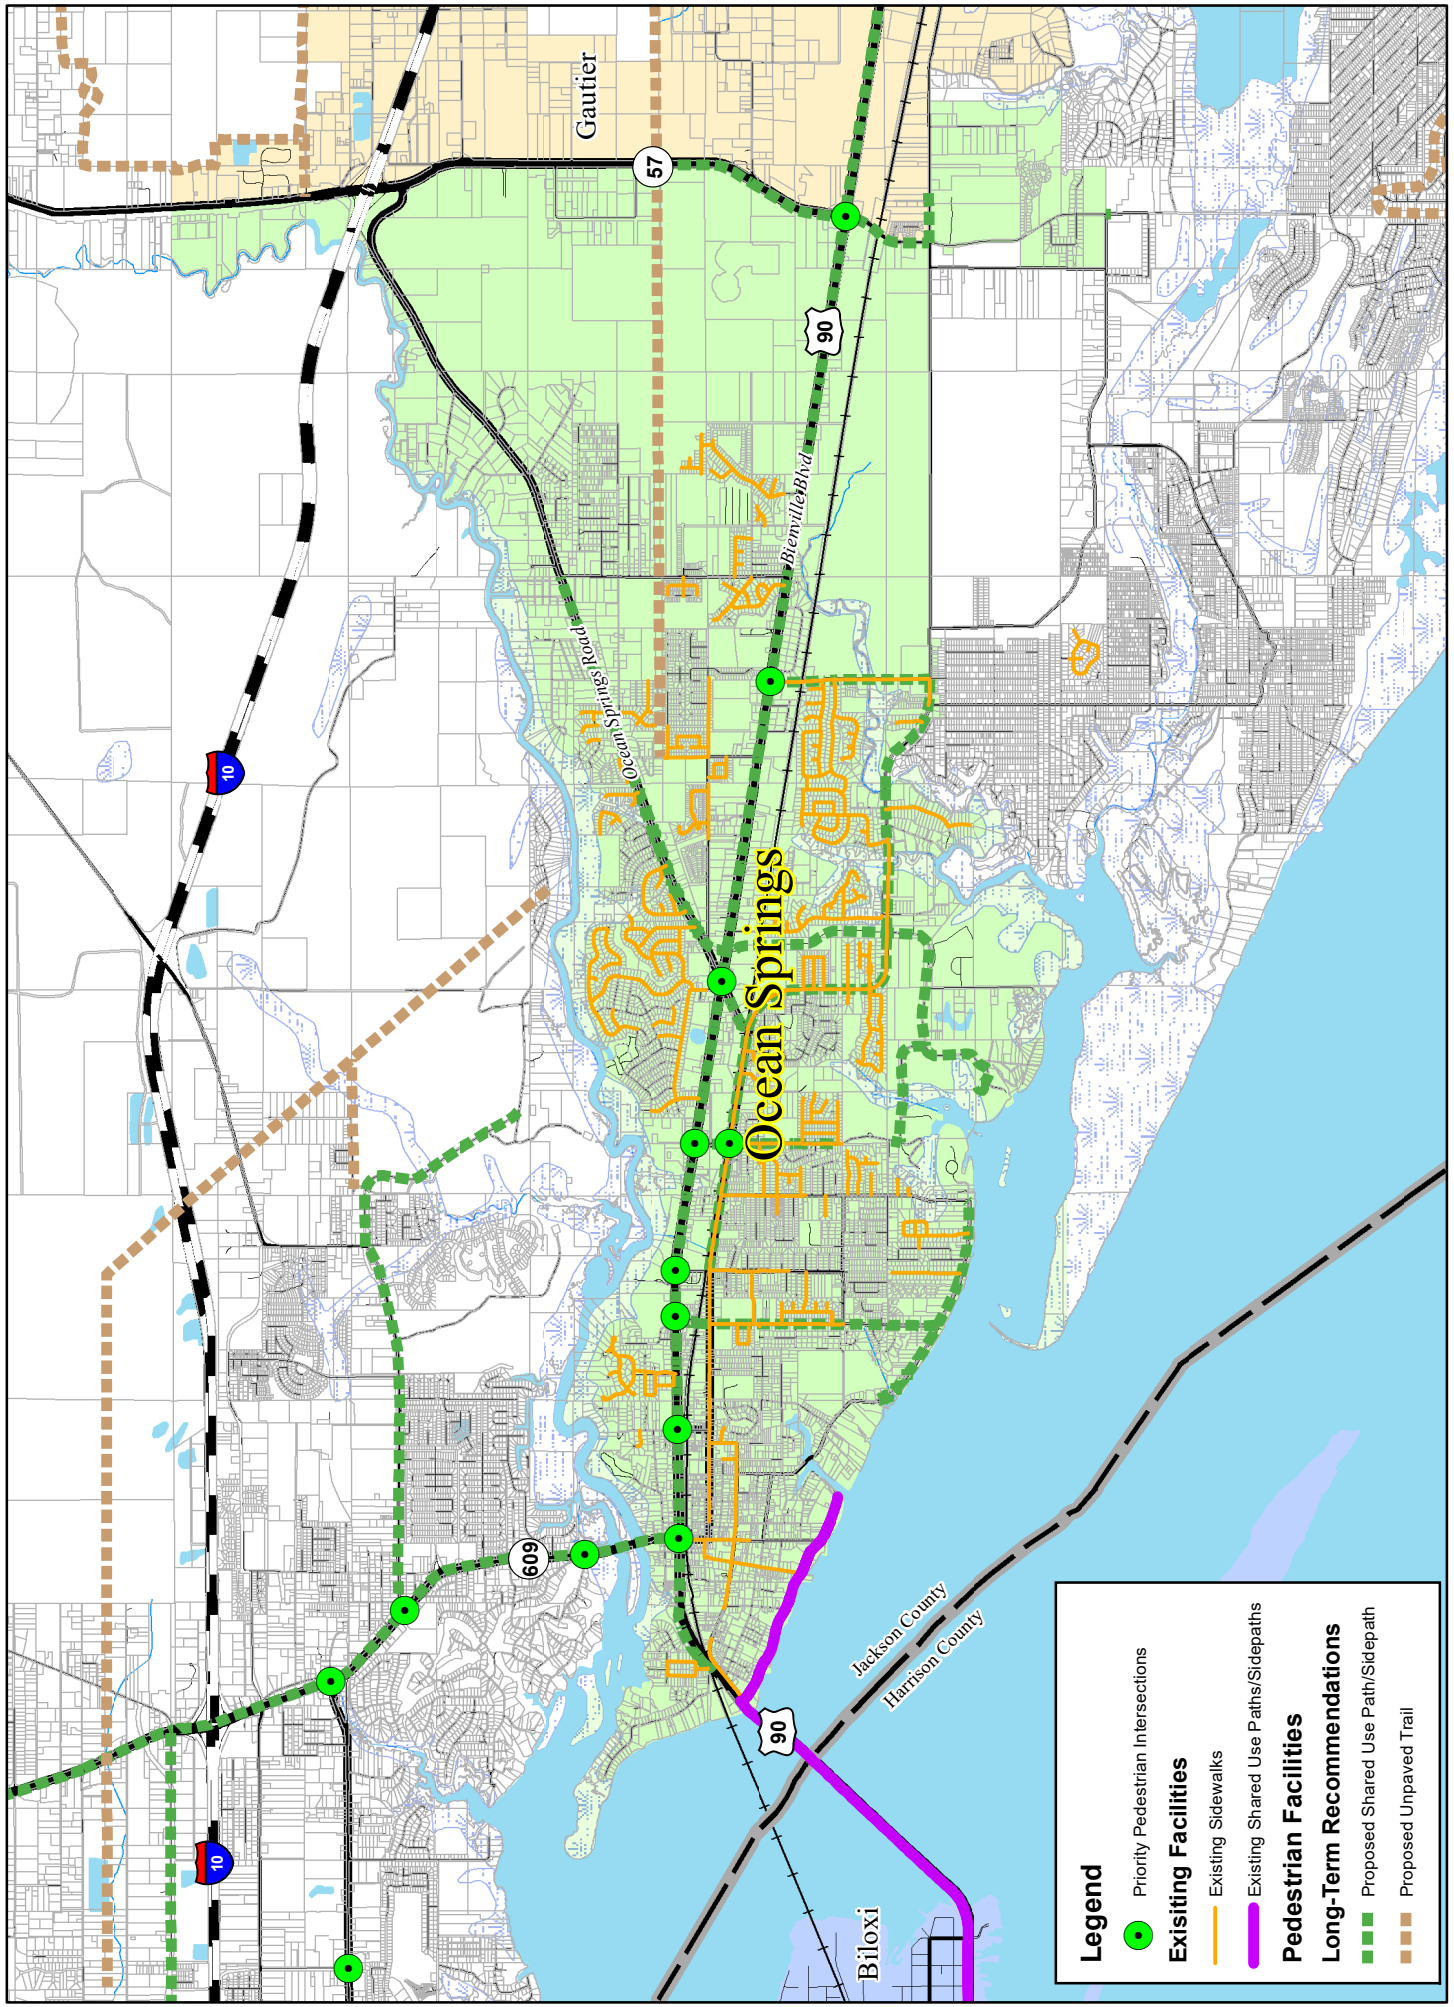 Gautier
57
90
Bienville Blvd
Ocean Springs Road
10
Ocean Springs
609
90
Jackson County
Harrison County
10
Biloxi
Legend
Priority Pedestrian Intersections
Exisiting Facilities
Existing Sidewalks
Existing Shared Use Paths/Sidepaths
Pedestrian Facilities
Long-Term Recommendations
Proposed Shared Use Path/Sidepath
Proposed Unpaved Trail